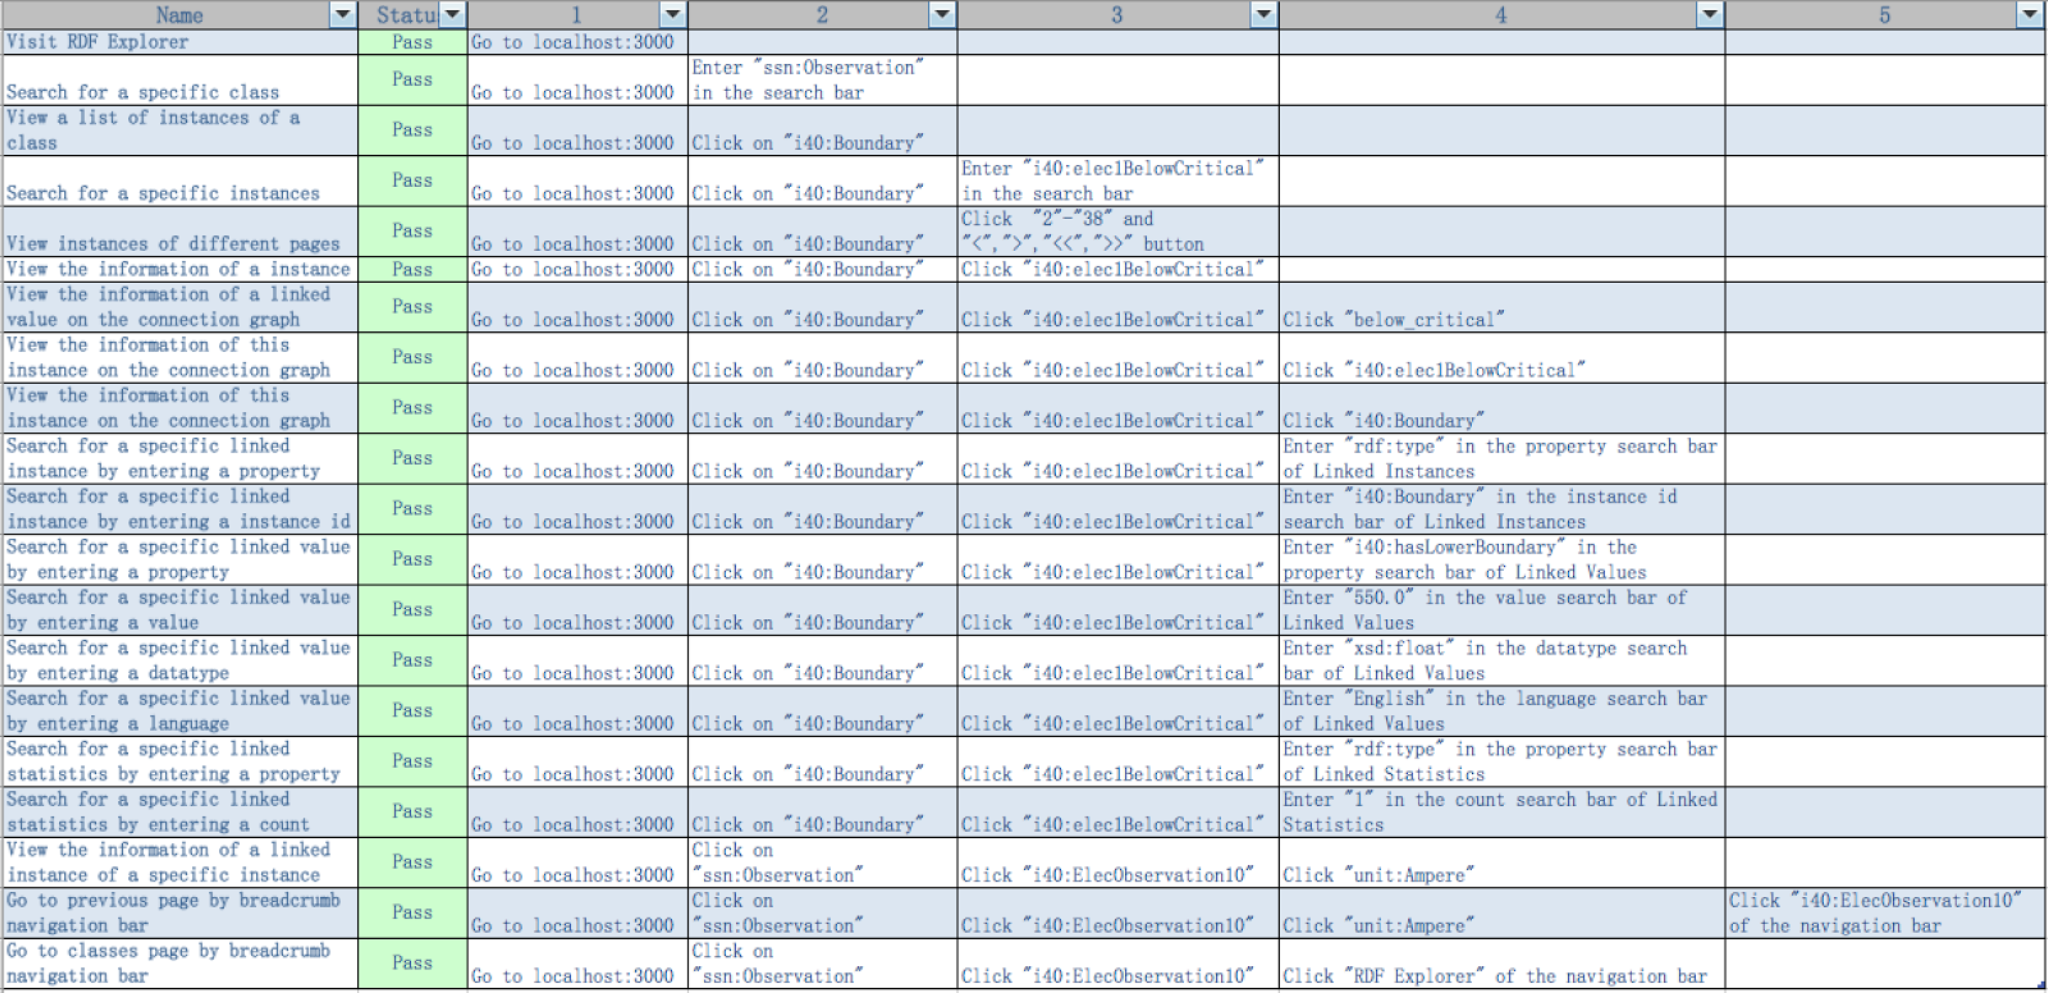 Name Statu 1 2 3 4 5
Visit RDF Explorer Pass Go to localhost:3000
Search for a specific class Pass Go to localhost:3000 Enter "ssn:Observation"
in the search bar
View a list of instances of a
class Pass Go to localhost:3000 Click on "i40:Boundary"
Search for a specific instances Pass Go to localhost:3000 Click on "i40:Boundary" Enter "i40:elec1BelowCritical"
in the search bar
View instances of different pages Pass Go to localhost:3000 Click on "i40:Boundary" Click "2"-"38" and
"<",">","<<",">>" button
View the information of a instance Pass Go to localhost:3000 Click on "i40:Boundary" Click "i40:elec1BelowCritical"
View the information of a linked
value on the connection graph Pass Go to localhost:3000 Click on "i40:Boundary" Click "i40:elec1BelowCritical" Click "below_critical"
View the information of this
instance on the connection graph Pass Go to localhost:3000 Click on "i40:Boundary" Click "i40:elec1BelowCritical" Click "i40:elec1BelowCritical"
View the information of this
instance on the connection graph Pass Go to localhost:3000 Click on "i40:Boundary" Click "i40:elec1BelowCritical" Click "i40:Boundary"
Search for a specific linked
instance by entering a property Pass Go to localhost:3000 Click on "i40:Boundary" Click "i40:elec1BelowCritical" Enter "rdf:type" in the property search bar
of Linked Instances
Search for a specific linked
instance by entering a instance id Pass Go to localhost:3000 Click on "i40:Boundary" Click "i40:elec1BelowCritical" Enter "i40:Boundary" in the instance id
search bar of Linked Instances
Search for a specific linked value
by entering a property Pass Go to localhost:3000 Click on "i40:Boundary" Click "i40:elec1BelowCritical" Enter "i40:hasLowerBoundary" in the
property search bar of Linked Values
Search for a specific linked value
by entering a value Pass Go to localhost:3000 Click on "i40:Boundary" Click "i40:elec1BelowCritical" Enter "550.0" in the value search bar of
Linked Values
Search for a specific linked value
by entering a datatype Pass Go to localhost:3000 Click on "i40:Boundary" Click "i40:elec1BelowCritical" Enter "xsd:float" in the datatype search
bar of Linked Values
Search for a specific linked value
by entering a language Pass Go to localhost:3000 Click on "i40:Boundary" Click "i40:elec1BelowCritical" Enter "English" in the language search bar
of Linked Values
Search for a specific linked
statistics by entering a property Pass Go to localhost:3000 Click on "i40:Boundary" Click "i40:elec1BelowCritical" Enter "rdf:type" in the property search bar
of Linked Statistics
Search for a specific linked
statistics by entering a count Pass Go to localhost:3000 Click on "i40:Boundary" Click "i40:elec1BelowCritical" Enter "1" in the count search bar of Linked
Statistics
View the information of a linked
instance of a specific instance Pass Go to localhost:3000 Click on
"ssn:Observation" Click "i40:ElecObservation10" Click "unit:Ampere"
Go to previous page by breadcrumb
navigation bar Pass Go to localhost:3000 Click on
"ssn:Observation" Click "i40:ElecObservation10" Click "unit:Ampere" Click "i40:ElecObservation10"
of the navigation bar
Go to classes page by breadcrumb
navigation bar Pass Go to localhost:3000 Click on
"ssn:Observation" Click "i40:ElecObservation10" Click "RDF Explorer" of the navigation bar